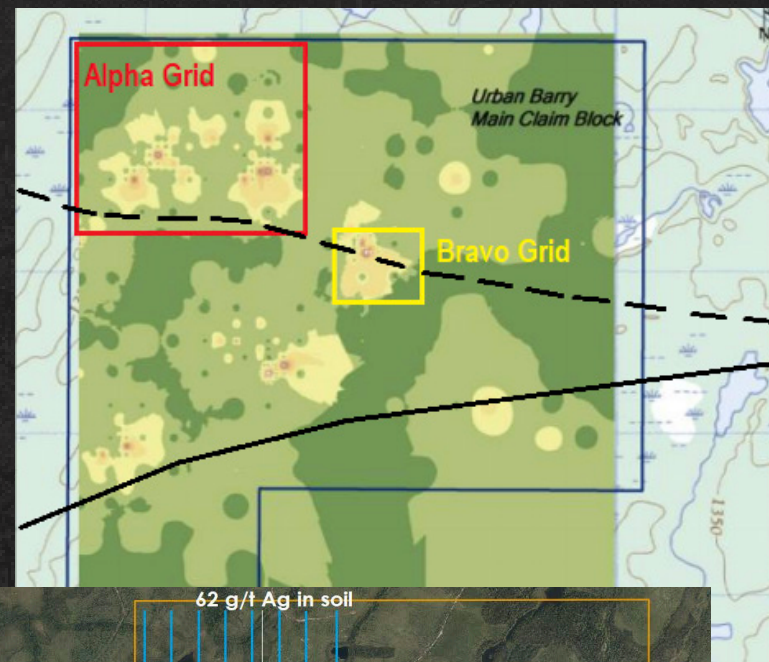 Alpha Grid
Urban Barry
Main Claim Block
Bravo Grid
1350
62 g/t Ag in soil